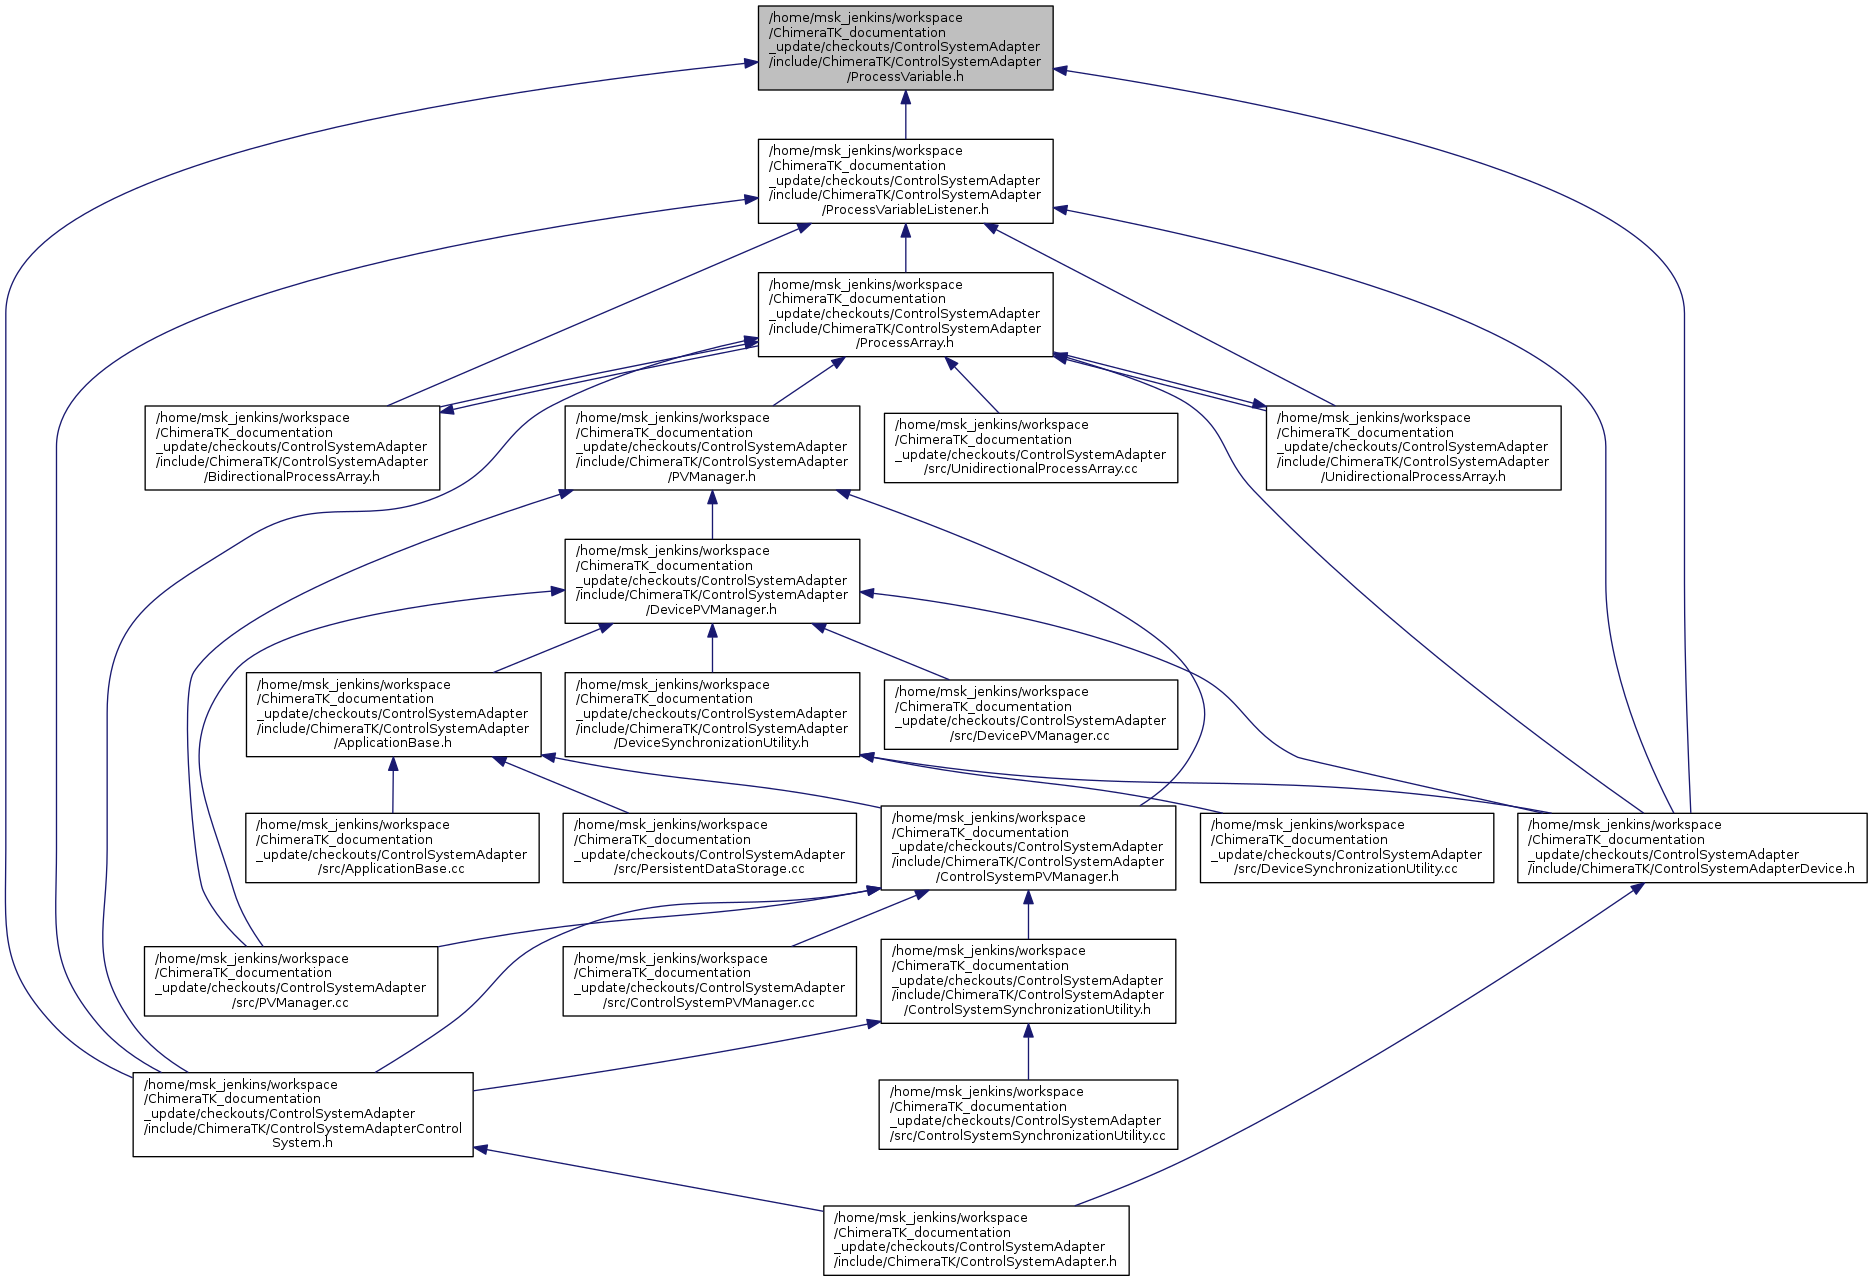 /home/msk_jenkins/workspace
/ChimeraTK_documentation
_update/checkouts/ControlSystemAdapter
/include/ChimeraTK/ControlSystemAdapter
/ProcessVariable.h
/home/msk_jenkins/workspace
/ChimeraTK_documentation
_update/checkouts/ControlSystemAdapter
/include/ChimeraTK/ControlSystemAdapter
/ProcessVariableListener.h
/home/msk_jenkins/workspace
/ChimeraTK_documentation
_update/checkouts/ControlSystemAdapter
/include/ChimeraTK/ControlSystemAdapter
/ProcessArray.h
/home/msk_jenkins/workspace
/ChimeraTK_documentation
_update/checkouts/ControlSystemAdapter
/include/ChimeraTK/ControlSystemAdapter
/BidirectionalProcessArray.h
/home/msk_jenkins/workspace
/ChimeraTK_documentation
_update/checkouts/ControlSystemAdapter
/include/ChimeraTK/ControlSystemAdapter
/PVManager.h
/home/msk_jenkins/workspace
/ChimeraTK_documentation
_update/checkouts/ControlSystemAdapter
/src/UnidirectionalProcessArray.cc
/home/msk_jenkins/workspace
/ChimeraTK_documentation
_update/checkouts/ControlSystemAdapter
/include/ChimeraTK/ControlSystemAdapter
/UnidirectionalProcessArray.h
/home/msk_jenkins/workspace
/ChimeraTK_documentation
_update/checkouts/ControlSystemAdapter
/include/ChimeraTK/ControlSystemAdapter
/DevicePVManager.h
/home/msk_jenkins/workspace
/ChimeraTK_documentation
_update/checkouts/ControlSystemAdapter
/include/ChimeraTK/ControlSystemAdapter
/ApplicationBase.h
/home/msk_jenkins/workspace
/ChimeraTK_documentation
_update/checkouts/ControlSystemAdapter
/include/ChimeraTK/ControlSystemAdapter
/DeviceSynchronizationUtility.h
/home/msk_jenkins/workspace
/ChimeraTK_documentation
_update/checkouts/ControlSystemAdapter
/src/DevicePVManager.cc
/home/msk_jenkins/workspace
/ChimeraTK_documentation
_update/checkouts/ControlSystemAdapter
/src/ApplicationBase.cc
/home/msk_jenkins/workspace
/ChimeraTK_documentation
_update/checkouts/ControlSystemAdapter
/src/PersistentDataStorage.cc
/home/msk_jenkins/workspace
/ChimeraTK_documentation
_update/checkouts/ControlSystemAdapter
/include/ChimeraTK/ControlSystemAdapter
/ControlSystemPVManager.h
/home/msk_jenkins/workspace
/ChimeraTK_documentation
_update/checkouts/ControlSystemAdapter
/src/DeviceSynchronizationUtility.cc
/home/msk_jenkins/workspace
/ChimeraTK_documentation
_update/checkouts/ControlSystemAdapter
/include/ChimeraTK/ControlSystemAdapterDevice.h
/home/msk_jenkins/workspace
/ChimeraTK_documentation
_update/checkouts/ControlSystemAdapter
/src/PVManager.cc
/home/msk_jenkins/workspace
/ChimeraTK_documentation
_update/checkouts/ControlSystemAdapter
/src/ControlSystemPVManager.cc
/home/msk_jenkins/workspace
/ChimeraTK_documentation
_update/checkouts/ControlSystemAdapter
/include/ChimeraTK/ControlSystemAdapter
/ControlSystemSynchronizationUtility.h
/home/msk_jenkins/workspace
/ChimeraTK_documentation
_update/checkouts/ControlSystemAdapter
/include/ChimeraTK/ControlSystemAdapterControl
System.h
/home/msk_jenkins/workspace
/ChimeraTK_documentation
_update/checkouts/ControlSystemAdapter
/src/ControlSystemSynchronizationUtility.cc
/home/msk_jenkins/workspace
/ChimeraTK_documentation
_update/checkouts/ControlSystemAdapter
/include/ChimeraTK/ControlSystemAdapter.h